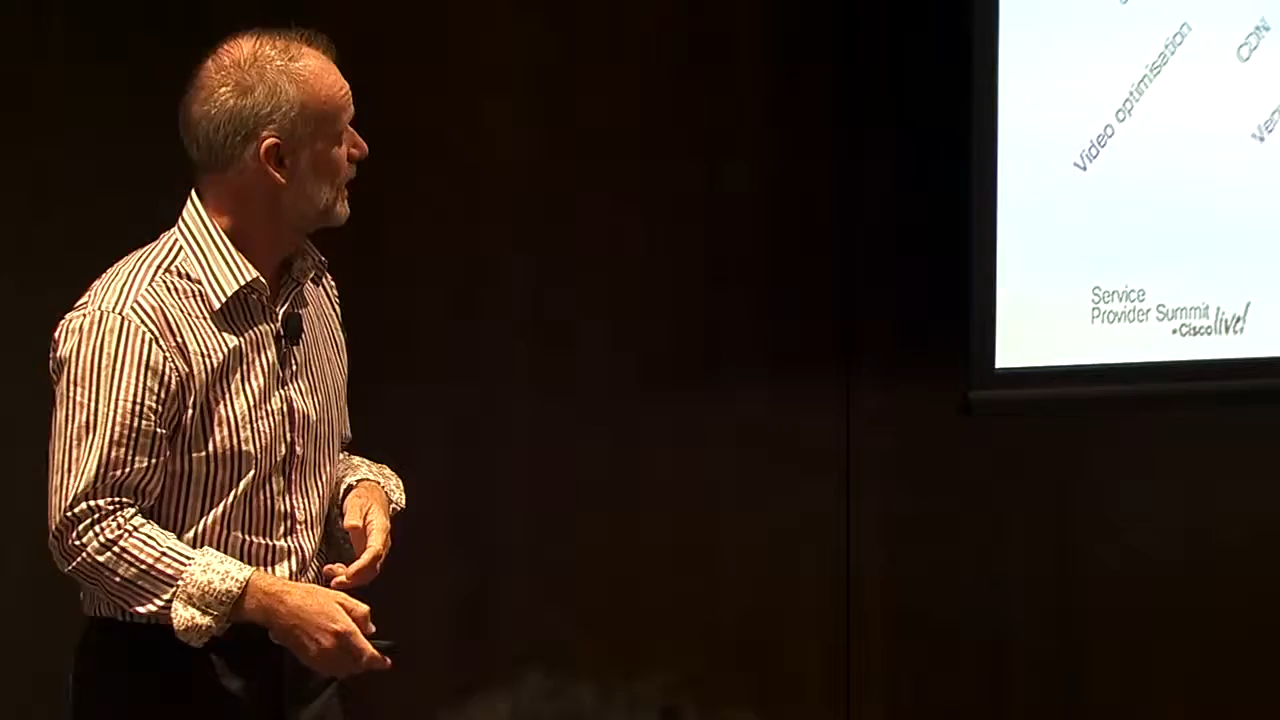 Video optimisation
CDN
Service
Provider Summit
Cisco live!